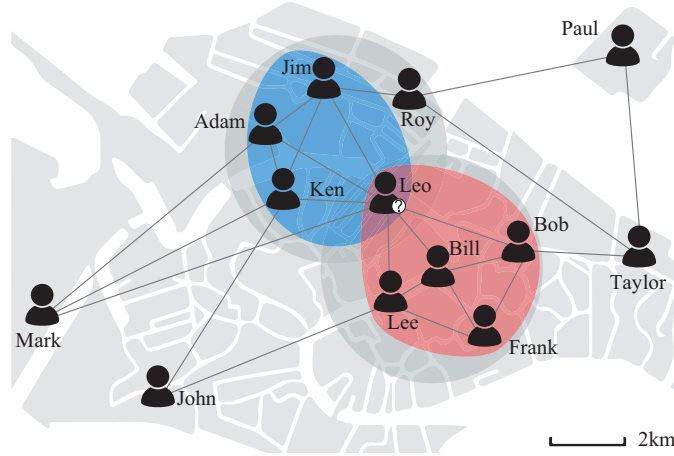 Paul
Jim
Adam
Roy
Ken
Leo
?
Bob
Bill
Taylor
Lee
Frank
Mark
John
2km